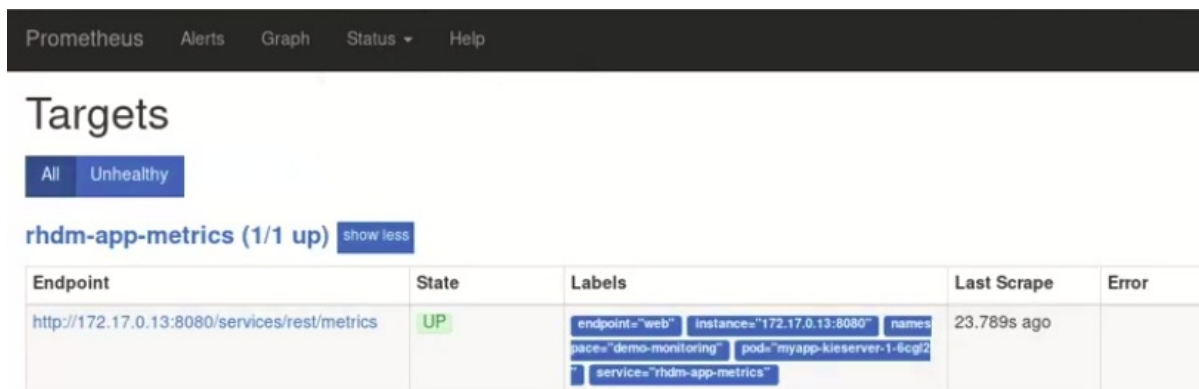 Prometheus Alerts Graph Status Help
Targets
All Unhealthy
rhdm-app-metrics (1/1 up) show less
Endpoint State Labels Last Scrape Error
http://172.17.0.13:8080/services/rest/metrics UP endpoint="web" instance="172.17.0.13:8080" names 23.789s ago
pace="demo-monitoring" pod="myapp-kieserver-1-6cgl2
" service="rhdm-app-metrics"